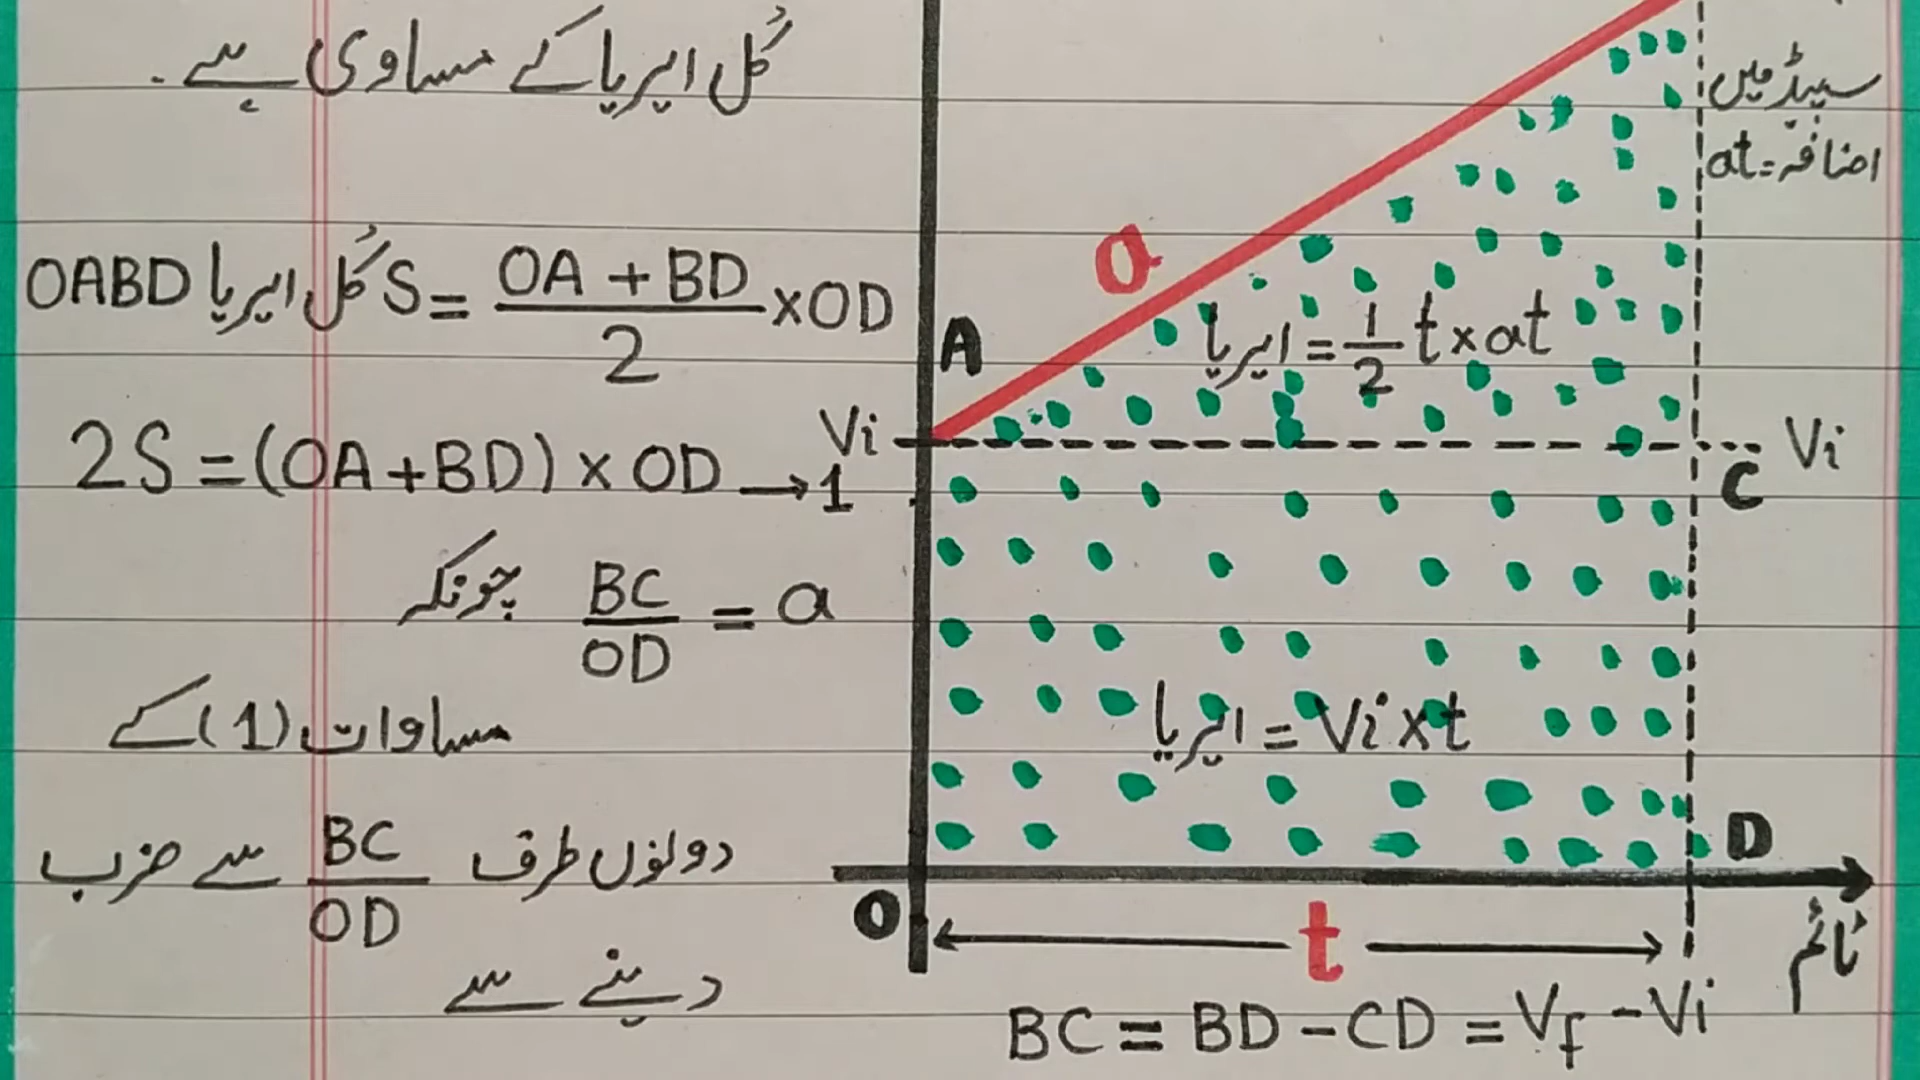 کُل ایریا کے مساوی ہے۔
OABD کُل ایریا S = (OA + BD)/2 × OD
2S = (OA + BD) × OD → 1
چونکہ BC/OD = a
مساوات (1) کے
دونوں طرف BC/OD سے ضرب
دینے سے
سپیڈ میں
اضافہ = at
a
A
ایریا = 1/2 t × at
Vi
Vi
C
ایریا = Vi × t
D
O
t
ٹائم
BC = BD − CD = Vf − Vi